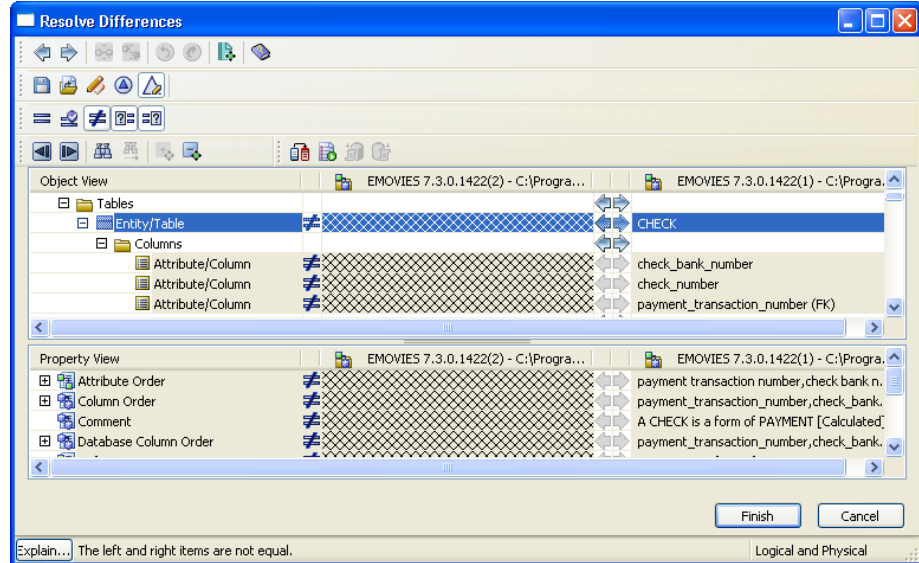 Resolve Differences
Object View EMOVIES 7.3.0.1422(2) - C:\Progra... EMOVIES 7.3.0.1422(1) - C:\Progra.
Tables
Entity/Table CHECK
Columns
Attribute/Column check_bank_number
Attribute/Column check_number
Attribute/Column payment_transaction_number (FK)
Property View EMOVIES 7.3.0.1422(2) - C:\Progra... EMOVIES 7.3.0.1422(1) - C:\Progra.
Attribute Order payment transaction number,check bank n.
Column Order payment_transaction_number,check_bank.
Comment A CHECK is a form of PAYMENT [Calculated]
Database Column Order payment_transaction_number,check_bank.
Finish Cancel
Explain... The left and right items are not equal. Logical and Physical